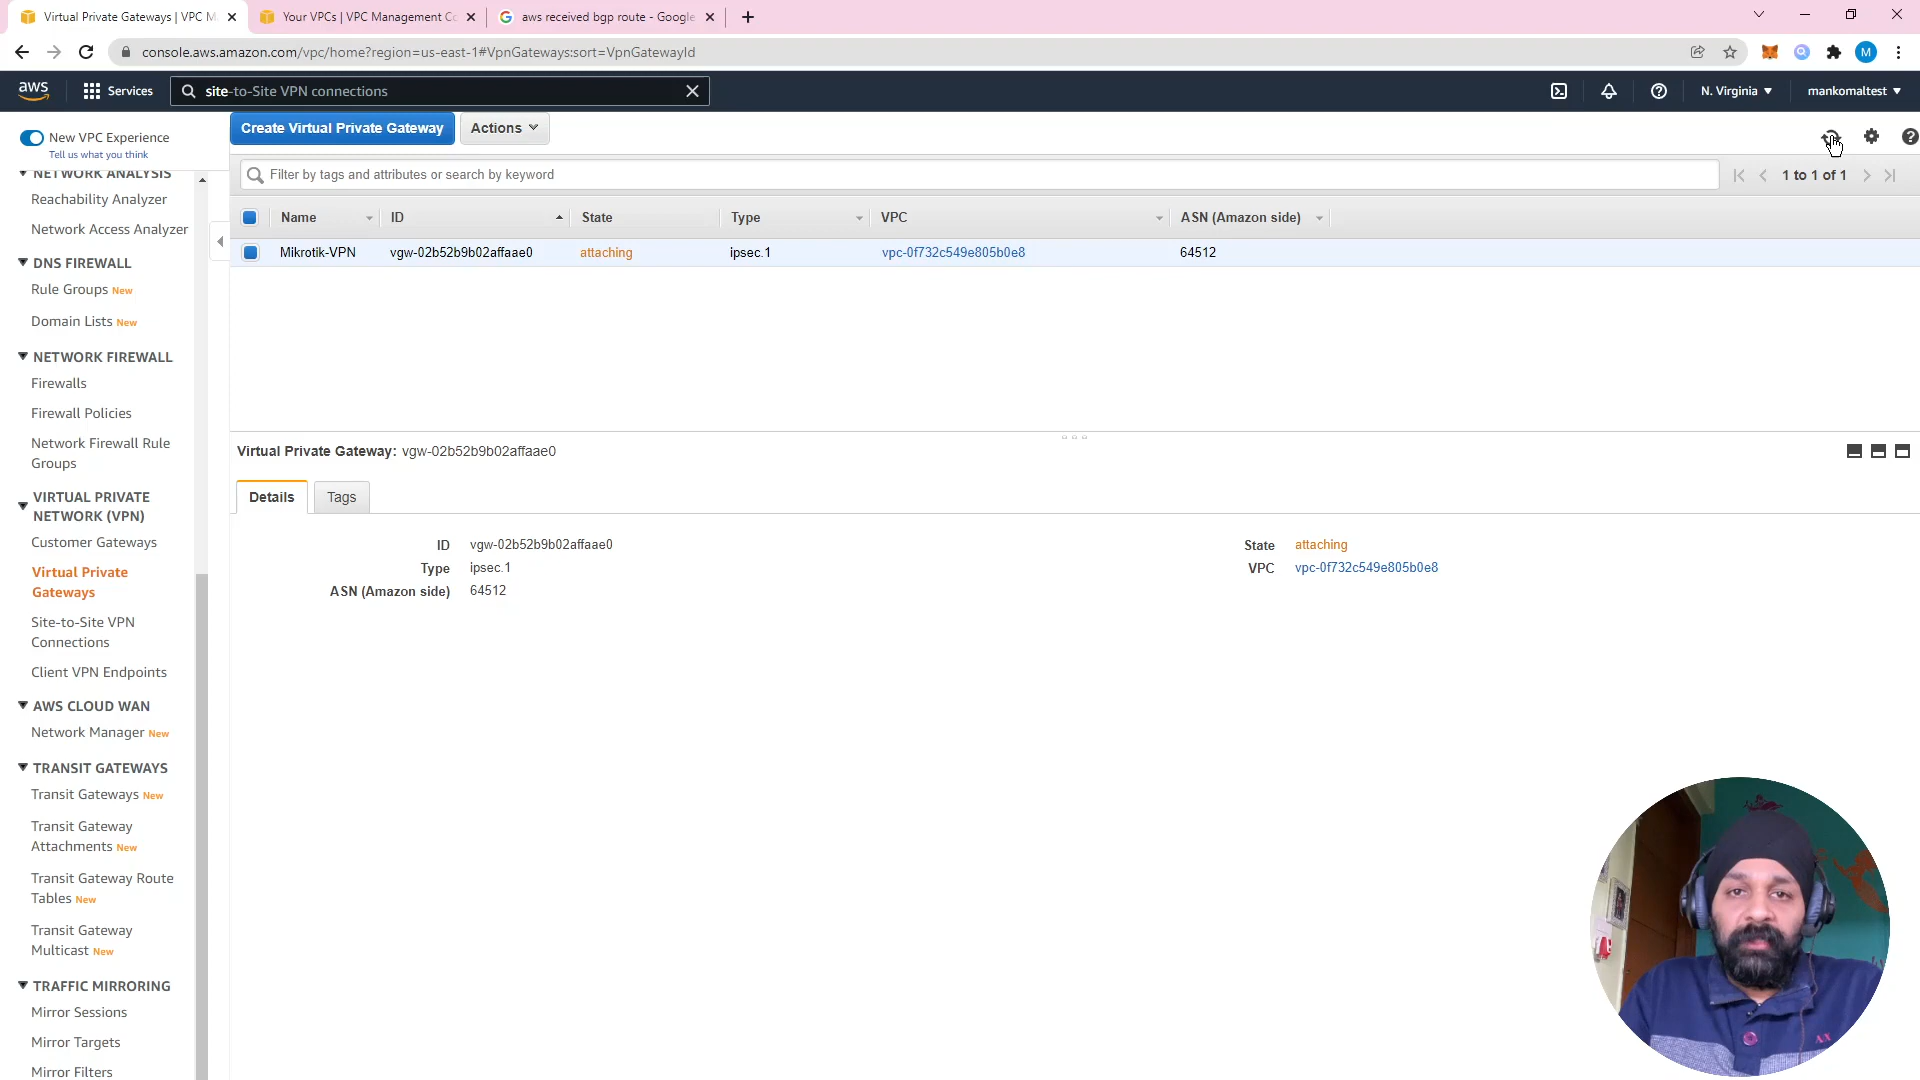 Virtual Private Gateways | VPC M
Your VPCs | VPC Management Co
aws received bgp route - Google
console.aws.amazon.com/vpc/home?region=us-east-1#VpnGateways:sort=VpnGatewayId
M
aws
Services
site-to-Site VPN connections
N. Virginia
mankomaltest
New VPC Experience
Tell us what you think
NETWORK ANALYSIS
Reachability Analyzer
Network Access Analyzer
DNS FIREWALL
Rule Groups New
Domain Lists New
NETWORK FIREWALL
Firewalls
Firewall Policies
Network Firewall Rule
Groups
VIRTUAL PRIVATE
NETWORK (VPN)
Customer Gateways
Virtual Private
Gateways
Site-to-Site VPN
Connections
Client VPN Endpoints
AWS CLOUD WAN
Network Manager New
TRANSIT GATEWAYS
Transit Gateways New
Transit Gateway
Attachments New
Transit Gateway Route
Tables New
Transit Gateway
Multicast New
TRAFFIC MIRRORING
Mirror Sessions
Mirror Targets
Mirror Filters
Create Virtual Private Gateway
Actions
Filter by tags and attributes or search by keyword
1 to 1 of 1
Name ID State Type VPC ASN (Amazon side)
Mikrotik-VPN vgw-02b52b9b02affaae0 attaching ipsec.1 vpc-0f732c549e805b0e8 64512
Virtual Private Gateway: vgw-02b52b9b02affaae0
Details
Tags
ID vgw-02b52b9b02affaae0
State attaching
Type ipsec.1
VPC vpc-0f732c549e805b0e8
ASN (Amazon side) 64512